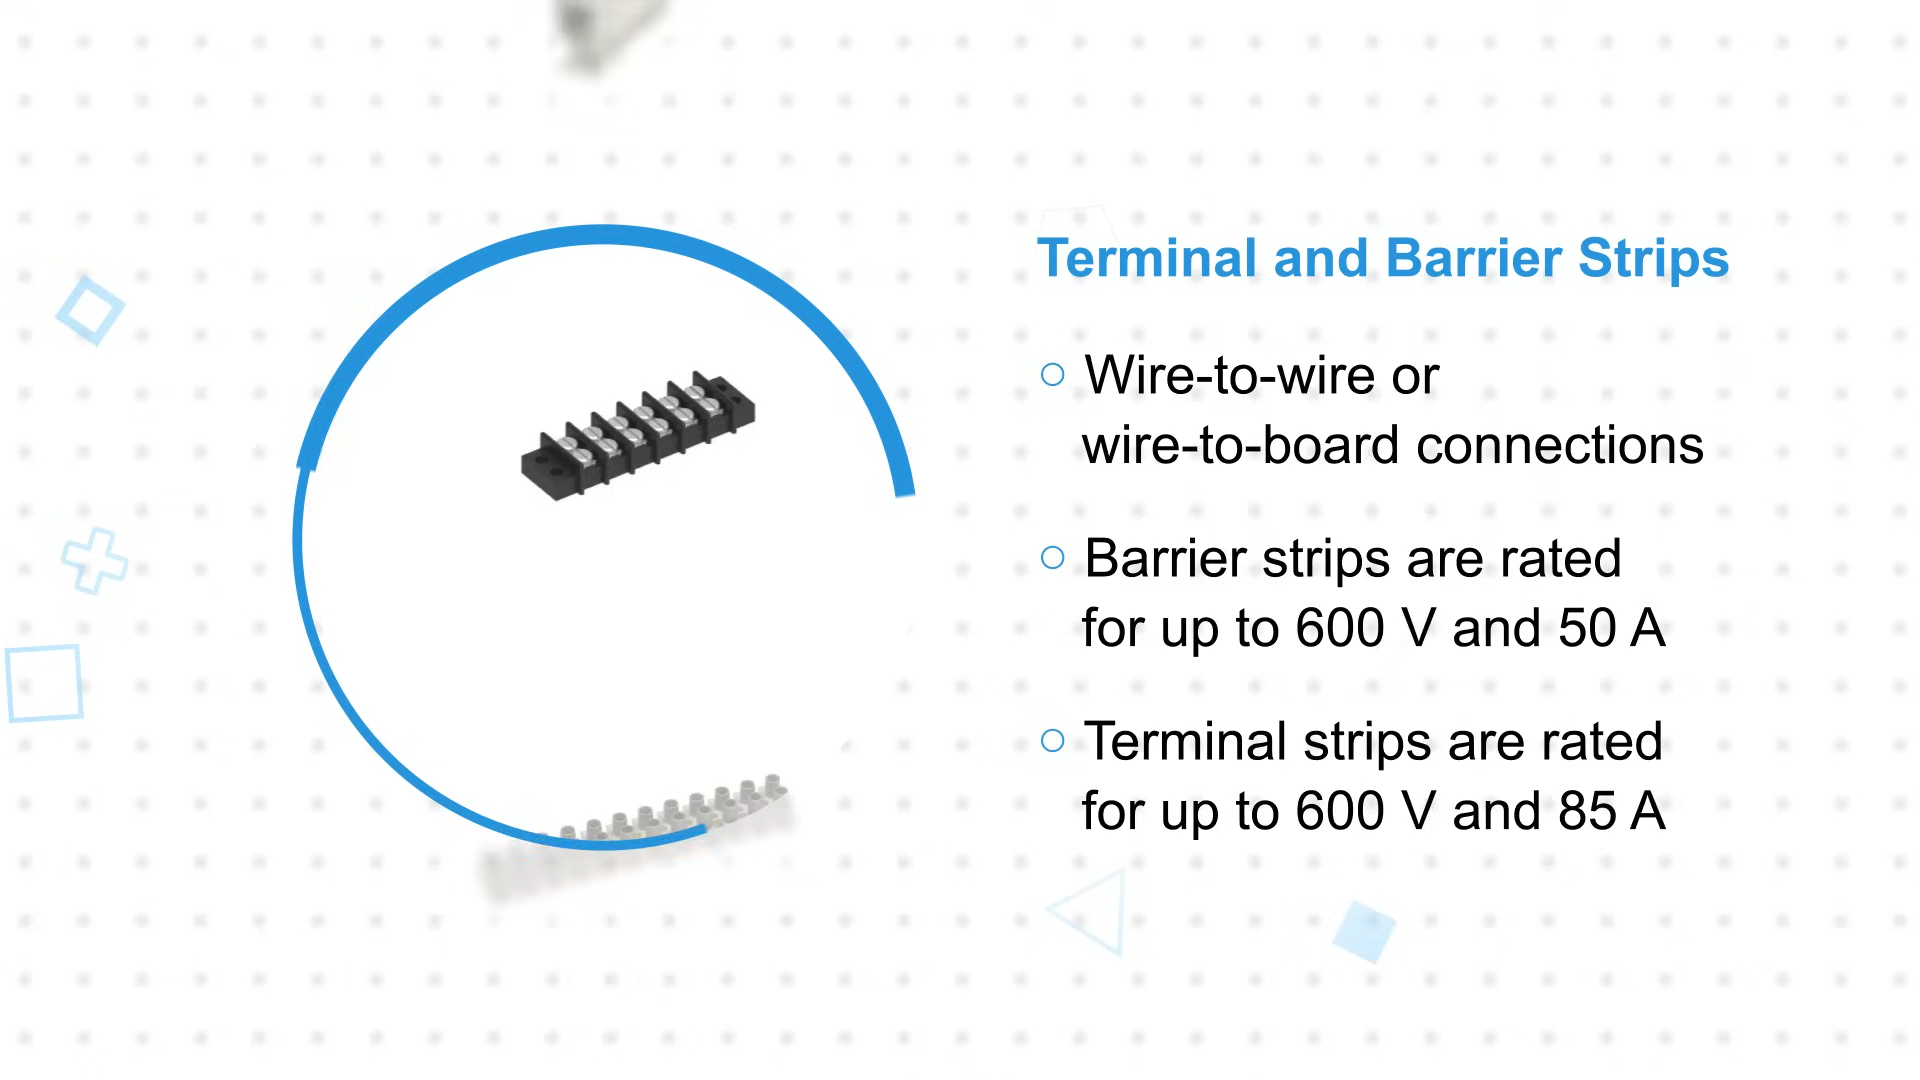 Terminal and Barrier Strips
Wire-to-wire or
wire-to-board connections
Barrier strips are rated
for up to 600 V and 50 A
Terminal strips are rated
for up to 600 V and 85 A